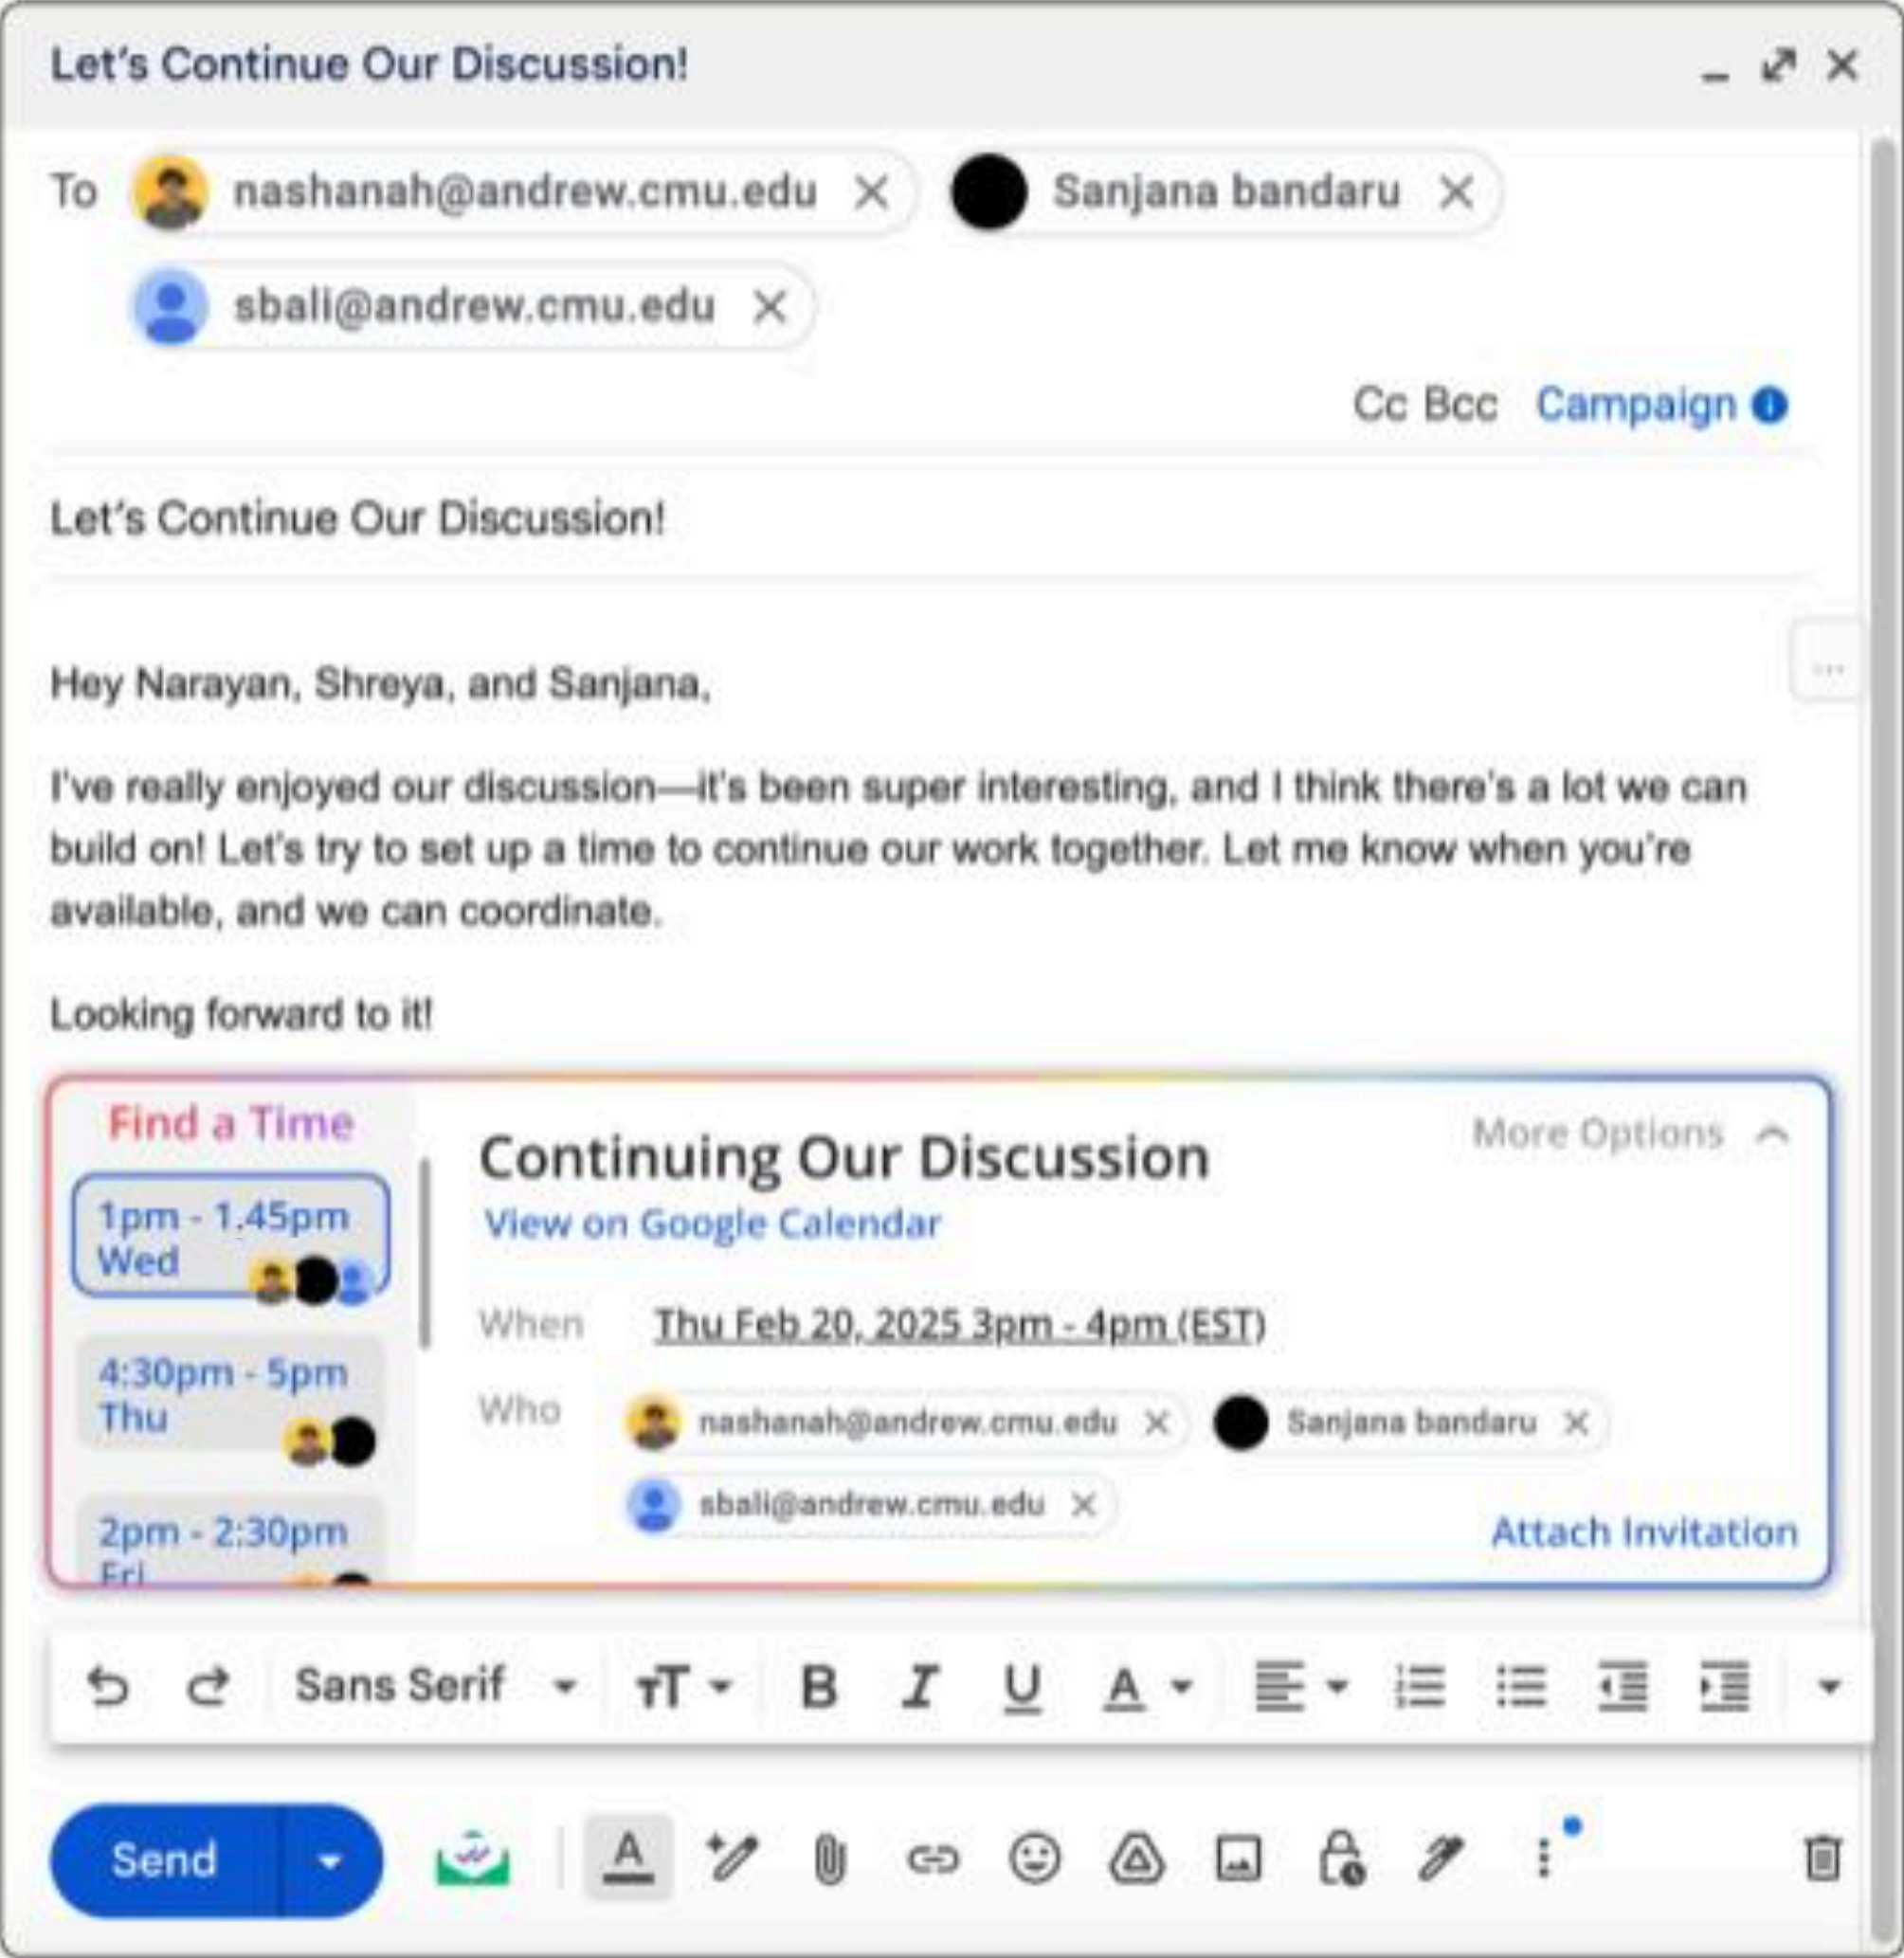 Let's Continue Our Discussion!
To nashanah@andrew.cmu.edu Sanjana bandaru
sbali@andrew.cmu.edu
Cc Bcc Campaign
Let's Continue Our Discussion!
...
Hey Narayan, Shreya, and Sanjana,
I've really enjoyed our discussion—it's been super interesting, and I think there's a lot we can
build on! Let's try to set up a time to continue our work together. Let me know when you're
available, and we can coordinate.
Looking forward to it!
Find a Time
1pm - 1.45pm
Wed
4:30pm - 5pm
Thu
2pm - 2:30pm
Fri
More Options
Continuing Our Discussion
View on Google Calendar
When Thu Feb 20, 2025 3pm - 4pm (EST)
Who nashanah@andrew.cmu.edu Sanjana bandaru
sbali@andrew.cmu.edu
Attach Invitation
Sans Serif TT B I U A
Send A